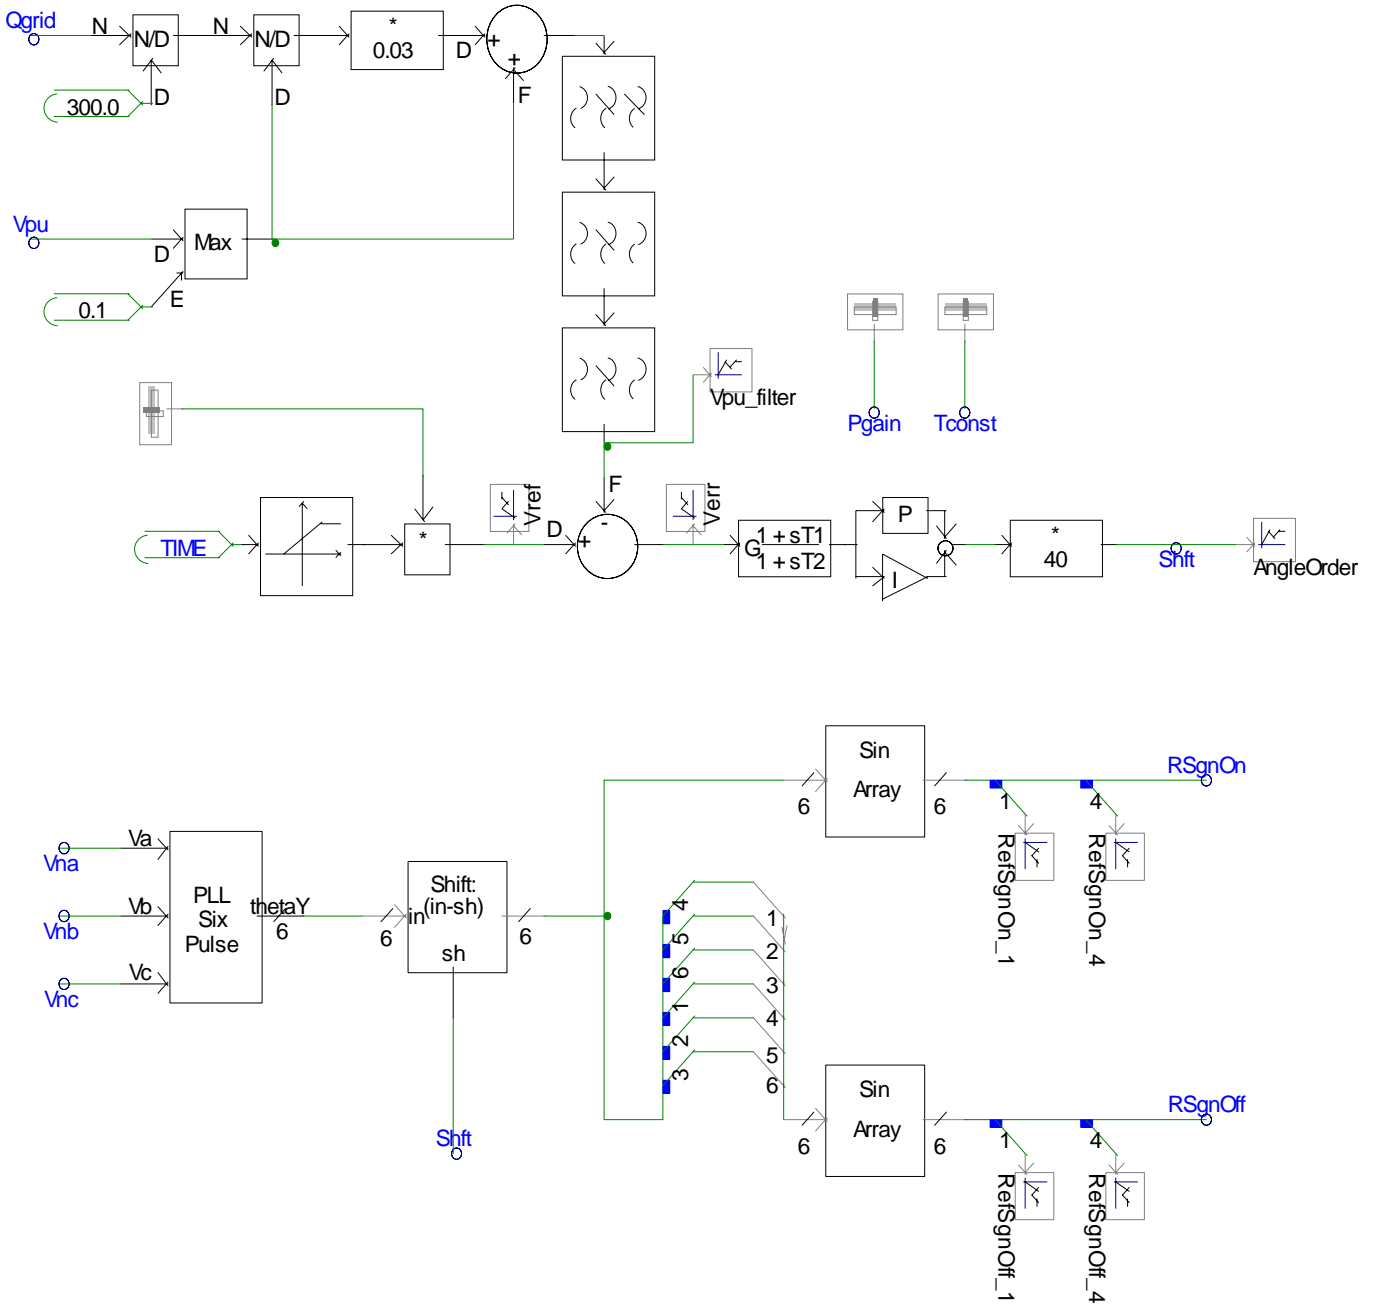 Qgrid
N
N/D
N
N/D
*
0.03
D
+
+
F
300.0
D
D
Vpu
D
Max
0.1
E
Vpu_filter
Pgain
Tconst
TIME
*
Vref
D
+
F
-
Verr
G
1 + sT1
1 + sT2
P
I
*
40
Shft
AngleOrder
Vna
Va
Vnb
Vb
Vnc
Vc
PLL
Six
Pulse
thetaY
6
6
in
Shift:
(in-sh)
sh
6
Shft
4
5
6
1
2
3
1
2
3
4
5
6
6
Sin
Array
6
1
4
RSgnOn
RefSgnOn_1
RefSgnOn_4
6
Sin
Array
6
1
4
RSgnOff
RefSgnOff_1
RefSgnOff_4